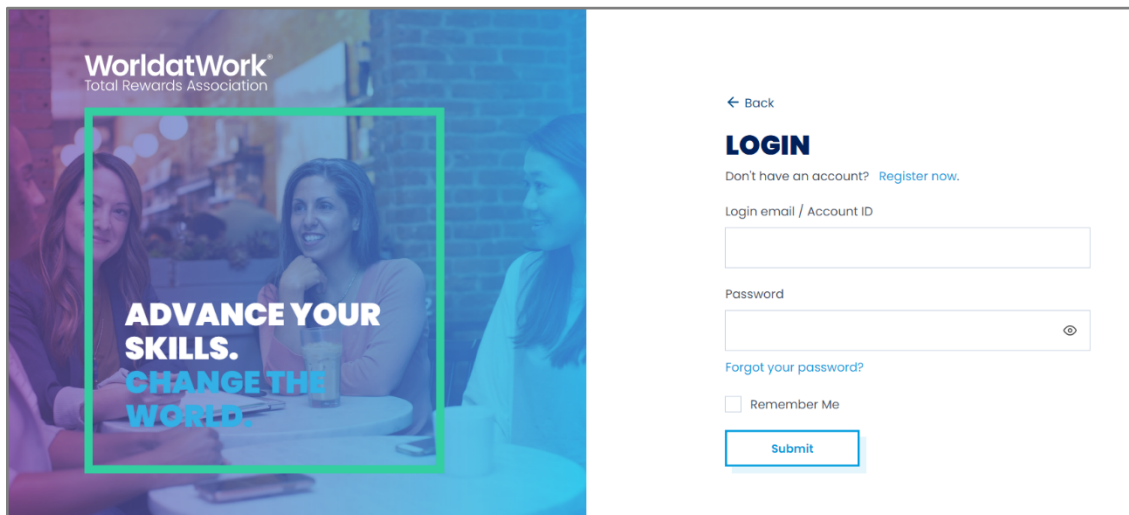 WorldatWork®
Total Rewards Association
ADVANCE YOUR
SKILLS.
CHANGE THE
WORLD.
← Back
LOGIN
Don't have an account? Register now.
Login email / Account ID
Password
Forgot your password?
Remember Me
Submit